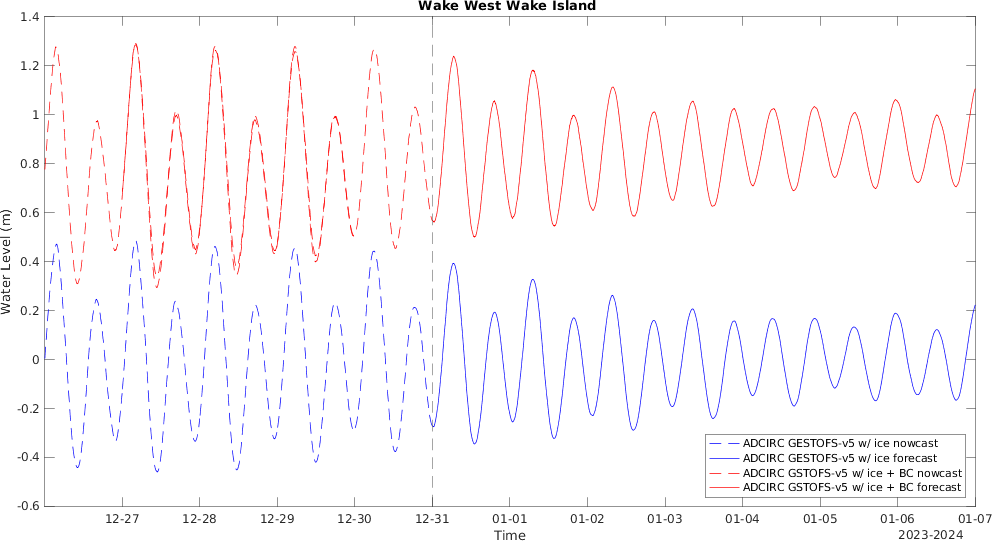 Wake West Wake Island
1.4
1.2
1
0.8
0.6
0.4
0.2
0
-0.2
-0.4
-0.6
Water Level (m)
ADCIRC GESTOFS-v5 w/ ice nowcast
ADCIRC GESTOFS-v5 w/ ice forecast
ADCIRC GSTOFS-v5 w/ ice + BC nowcast
ADCIRC GSTOFS-v5 w/ ice + BC forecast
12-27 12-28 12-29 12-30 12-31 01-01 01-02 01-03 01-04 01-05 01-06 01-07
Time
2023-2024